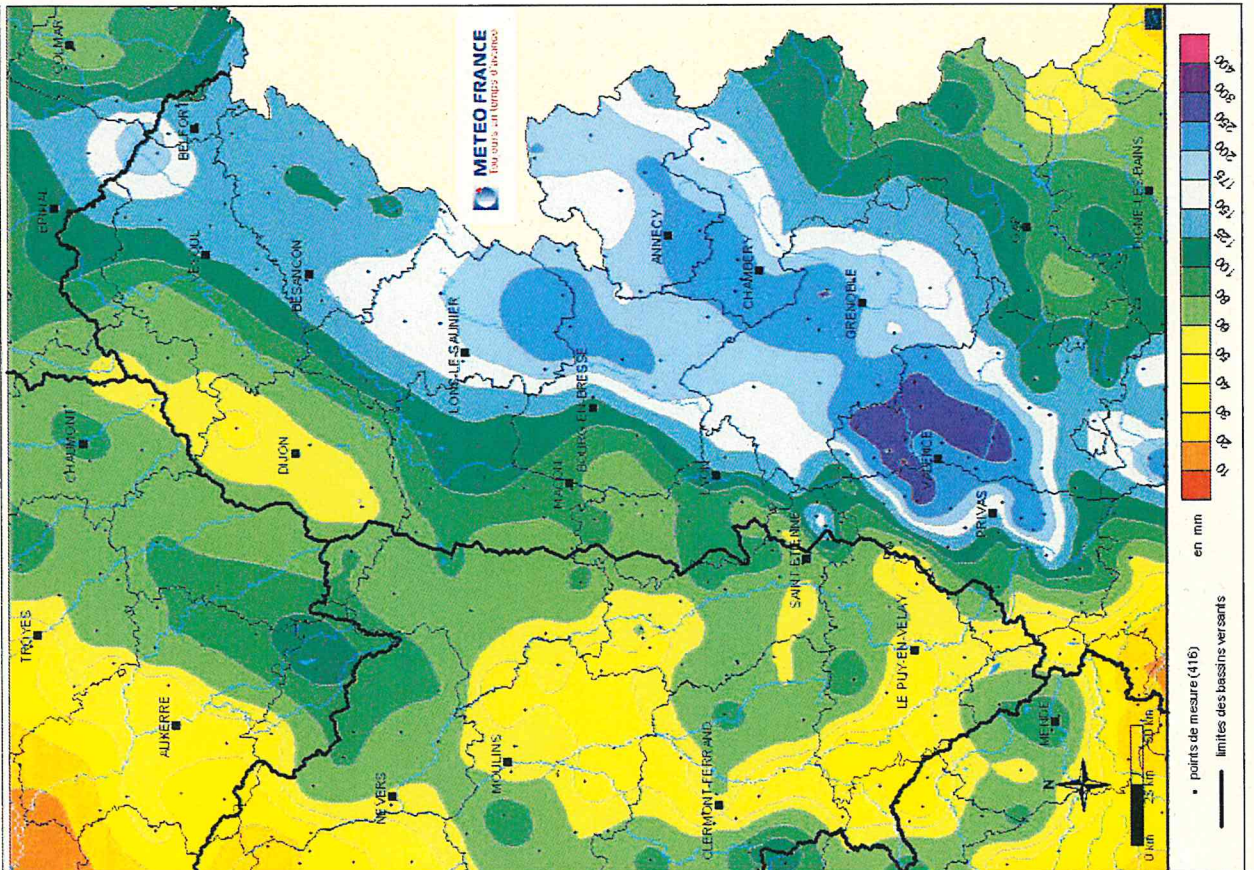 COLMAR
EPINAL
BELFORT
VESOUL
CHAUMONT
TROYES
BESANCON
DIJON
AUXERRE
METEO FRANCE
Toujours un temps d'avance
LONS-LE-SAUNIER
NEVERS
MACON
BOURG-EN-BRESSE
MOULINS
ANNECY
CHAMBERY
LYON
CLERMONT-FERRAND
SAINT-ETIENNE
GRENOBLE
VALENCE
LE PUY-EN-VELAY
PRIVAS
GAP
MENDE
DIGNE-LES-BAINS
N
0 km 25 km 50 km
400
300
250
200
175
150
125
100
80
60
50
40
30
20
10
en mm
points de mesure (416)
limites des bassins versants